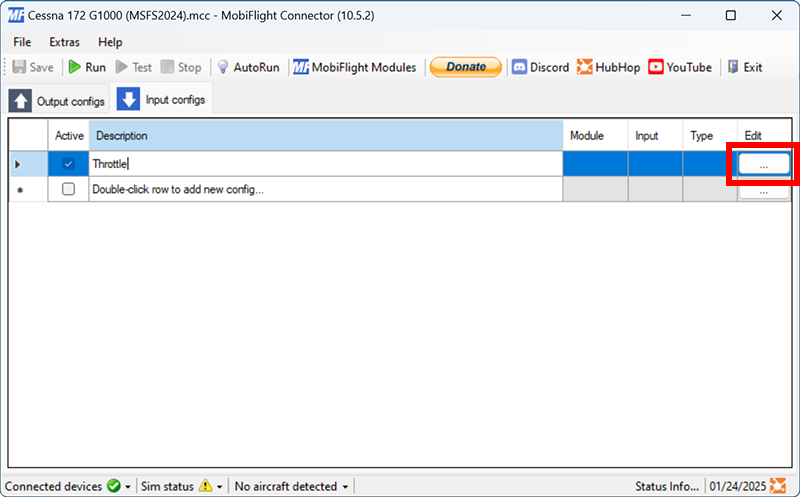 Cessna 172 G1000 (MSFS2024).mcc - MobiFlight Connector (10.5.2)
File Extras Help
Save Run Test Stop AutoRun MobiFlight Modules Donate Discord HubHop YouTube Exit
Output configs Input configs
Active Description Module Input Type Edit
Throttle ...
Double-click row to add new config... ...
Connected devices Sim status No aircraft detected Status Info... 01/24/2025